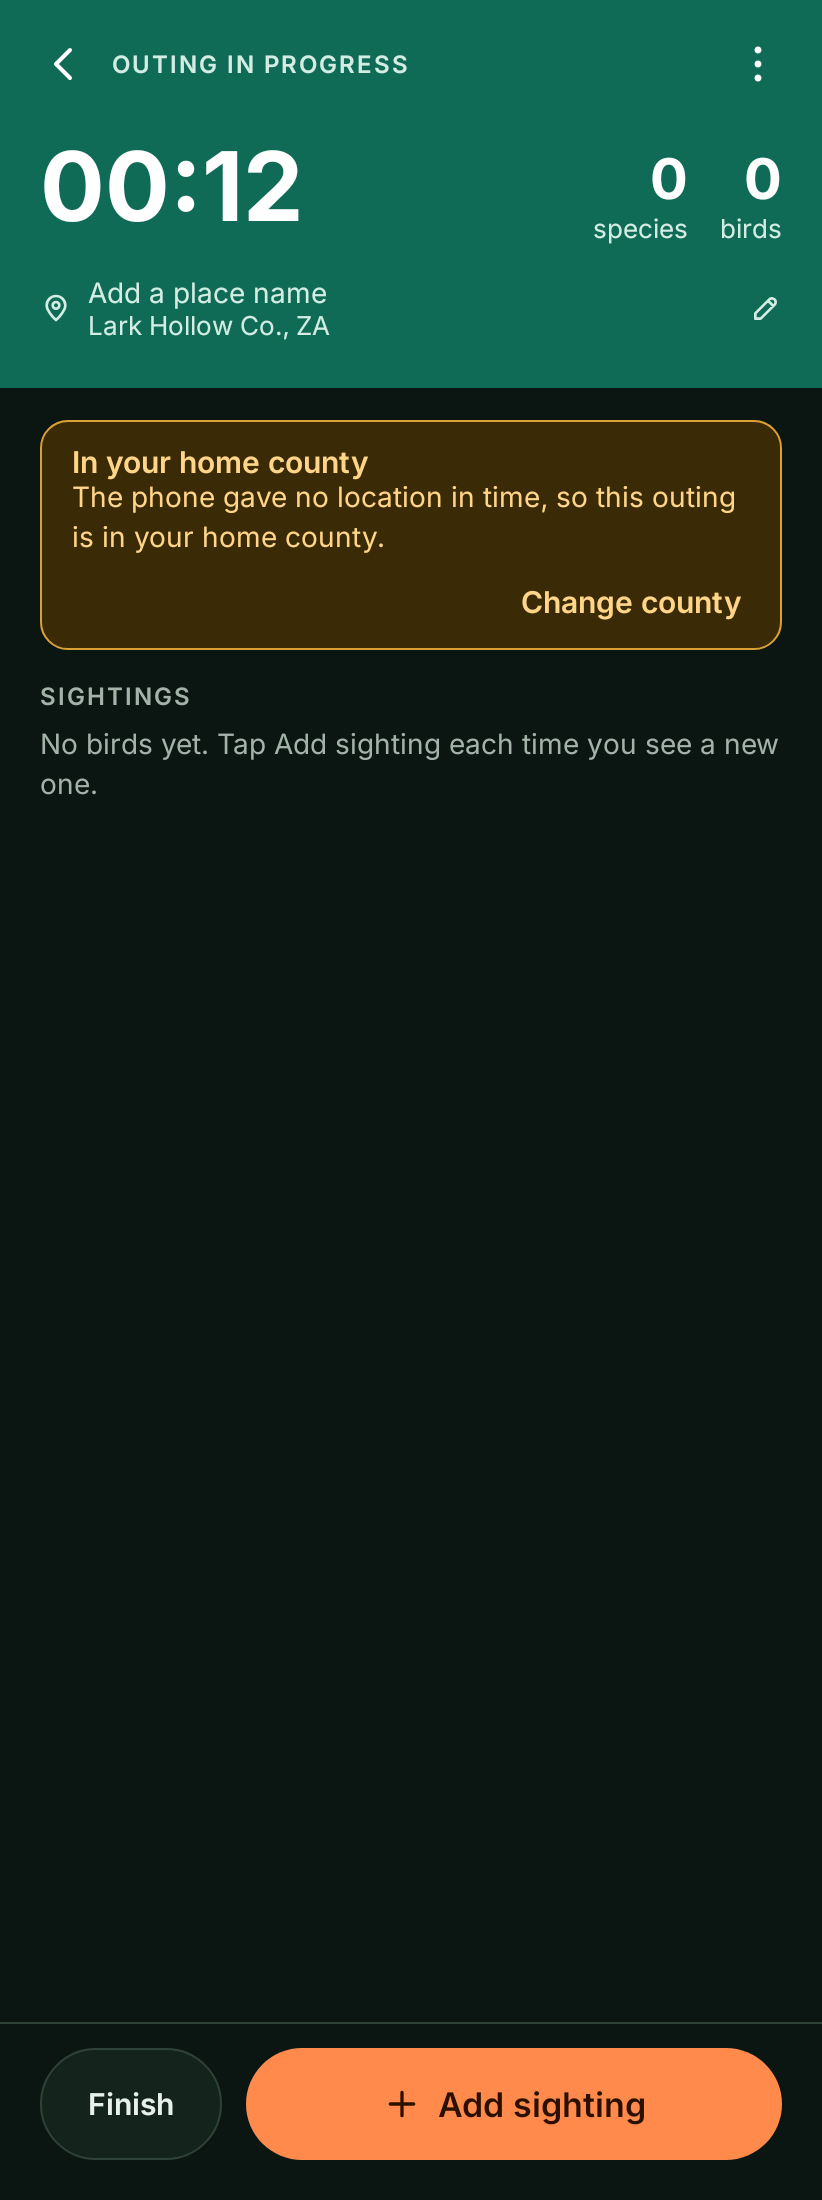 OUTING IN PROGRESS
00:12
0 species
0 birds
Add a place name
Lark Hollow Co., ZA
In your home county
The phone gave no location in time, so this outing
is in your home county.
Change county
SIGHTINGS
No birds yet. Tap Add sighting each time you see a new
one.
Finish
Add sighting